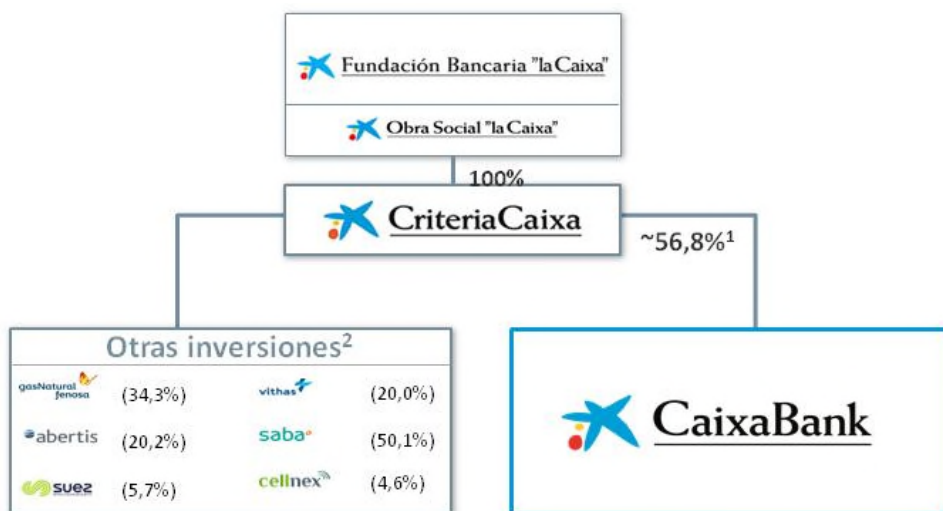 Fundación Bancaria "la Caixa"
Obra Social "la Caixa"
100%
CriteriaCaixa
~56,8%¹
Otras inversiones²
gasNatural fenosa (34,3%) vithas (20,0%)
abertis (20,2%) saba (50,1%)
suez (5,7%) cellnex (4,6%)
CaixaBank